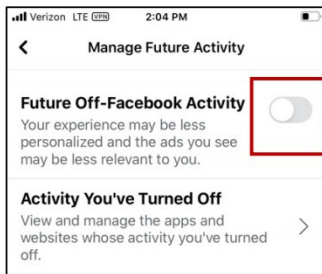 Verizon LTE VPN 2:04 PM
Manage Future Activity
Future Off-Facebook Activity
Your experience may be less
personalized and the ads you see
may be less relevant to you.
Activity You've Turned Off
View and manage the apps and
websites whose activity you've turned
off.